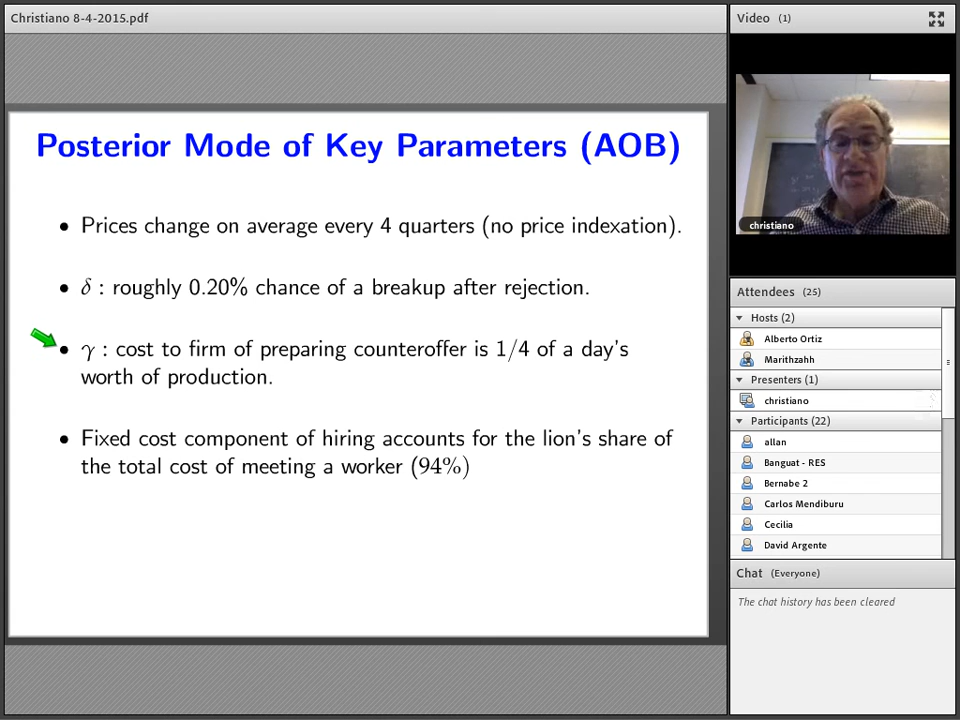 Christiano 8-4-2015.pdf
Posterior Mode of Key Parameters (AOB)
• Prices change on average every 4 quarters (no price indexation).
• δ : roughly 0.20% chance of a breakup after rejection.
• γ : cost to firm of preparing counteroffer is 1/4 of a day's
worth of production.
• Fixed cost component of hiring accounts for the lion's share of
the total cost of meeting a worker (94%)
Video (1)
christiano
Attendees (25)
Hosts (2)
Alberto Ortiz
Marithzahh
Presenters (1)
christiano
Participants (22)
allan
Banguat - RES
Bernabe 2
Carlos Mendiburu
Cecilia
David Argente
Chat (Everyone)
The chat history has been cleared